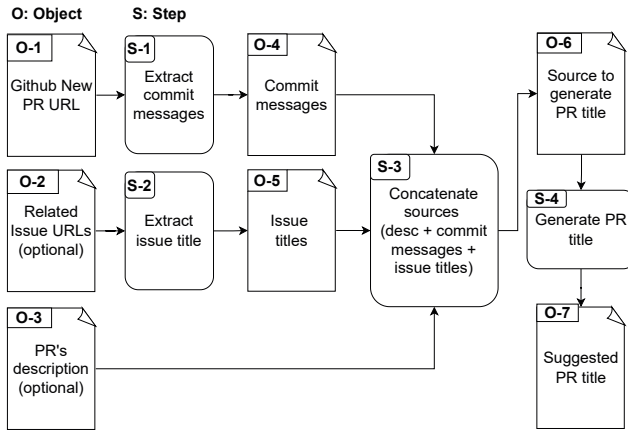 O: Object
S: Step
O-1
Github New
PR URL
S-1
Extract
commit
messages
O-4
Commit
messages
O-6
Source to
generate
PR title
O-2
Related
Issue URLs
(optional)
S-2
Extract
issue title
O-5
Issue
titles
S-3
Concatenate
sources
(desc + commit
messages +
issue titles)
S-4
Generate PR
title
O-3
PR's
description
(optional)
O-7
Suggested
PR title